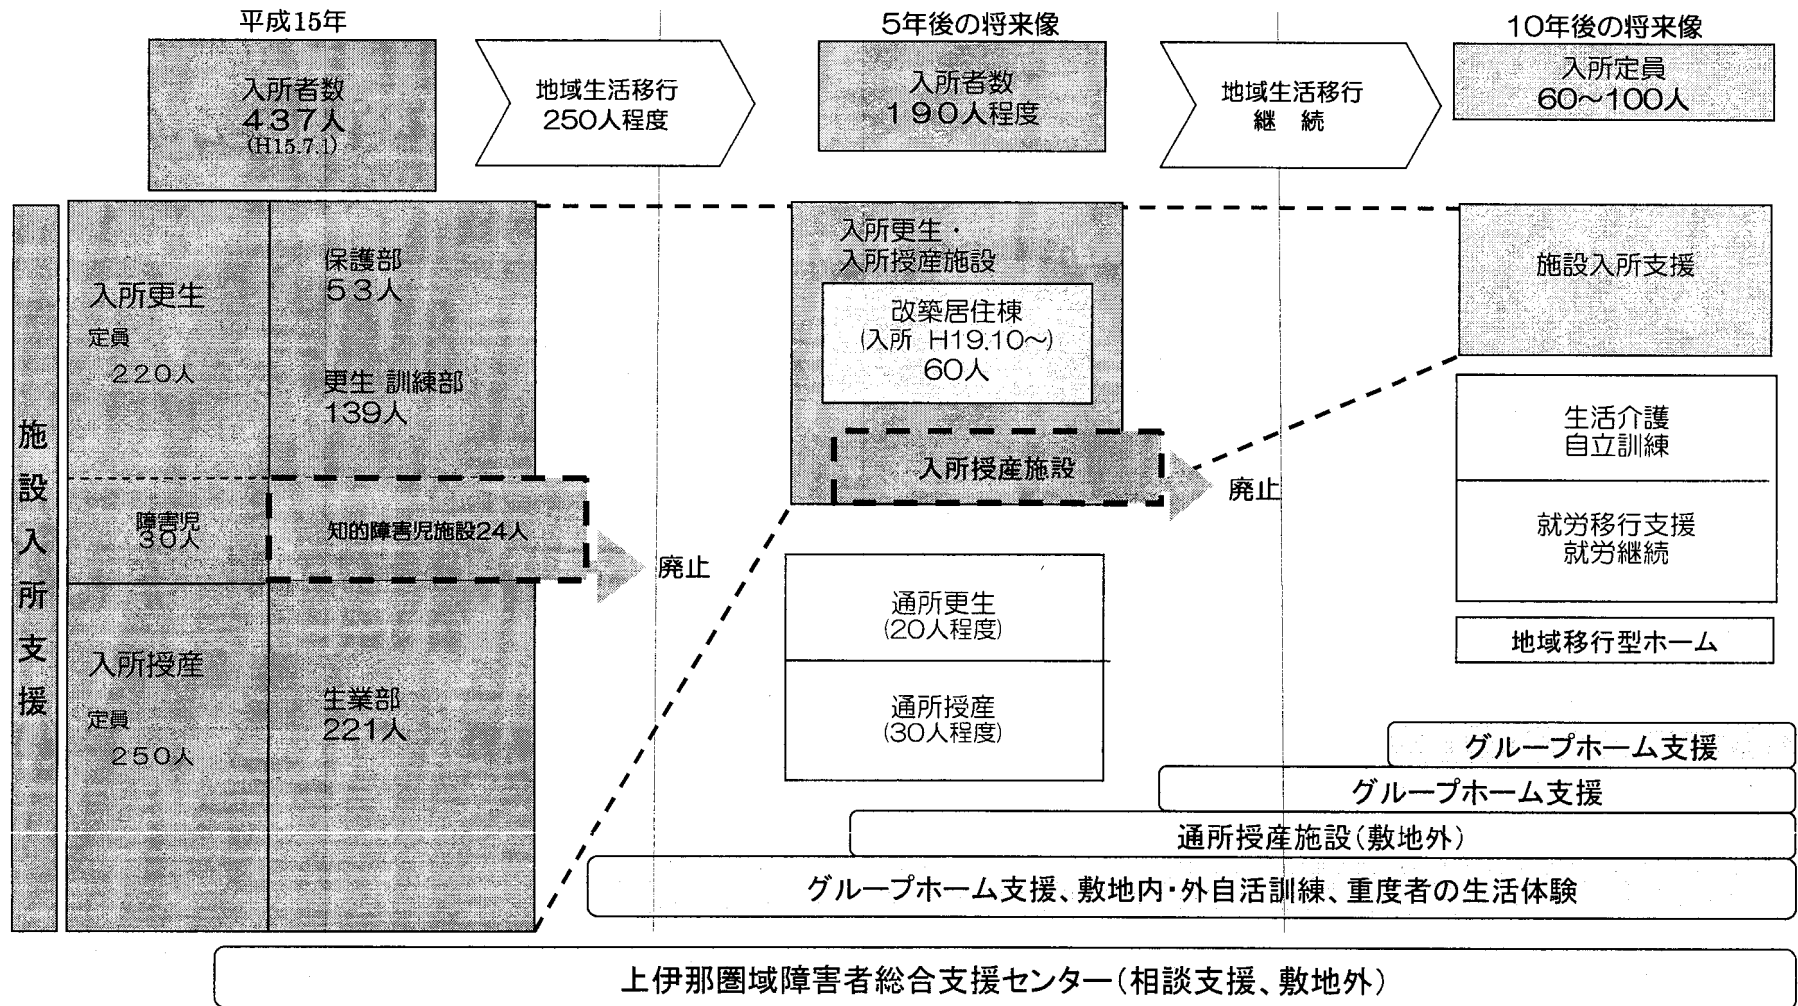 平成15年
5年後の将来像
10年後の将来像
入所者数
437人
(H15.7.1)
地域生活移行
250人程度
入所者数
190人程度
地域生活移行
継　続
入所定員
60～100人
施設入所支援
入所更生
定員
220人
保護部
53人
更生 訓練部
139人
障害児
30人
知的障害児施設24人
廃止
入所授産
定員
250人
生業部
221人
入所更生・
入所授産施設
改築居住棟
(入所 H19.10～)
60人
入所授産施設
廃止
通所更生
(20人程度)
通所授産
(30人程度)
施設入所支援
生活介護
自立訓練
就労移行支援
就労継続
地域移行型ホーム
グループホーム支援
グループホーム支援
通所授産施設(敷地外)
グループホーム支援、敷地内・外自活訓練、重度者の生活体験
上伊那圏域障害者総合支援センター(相談支援、敷地外)